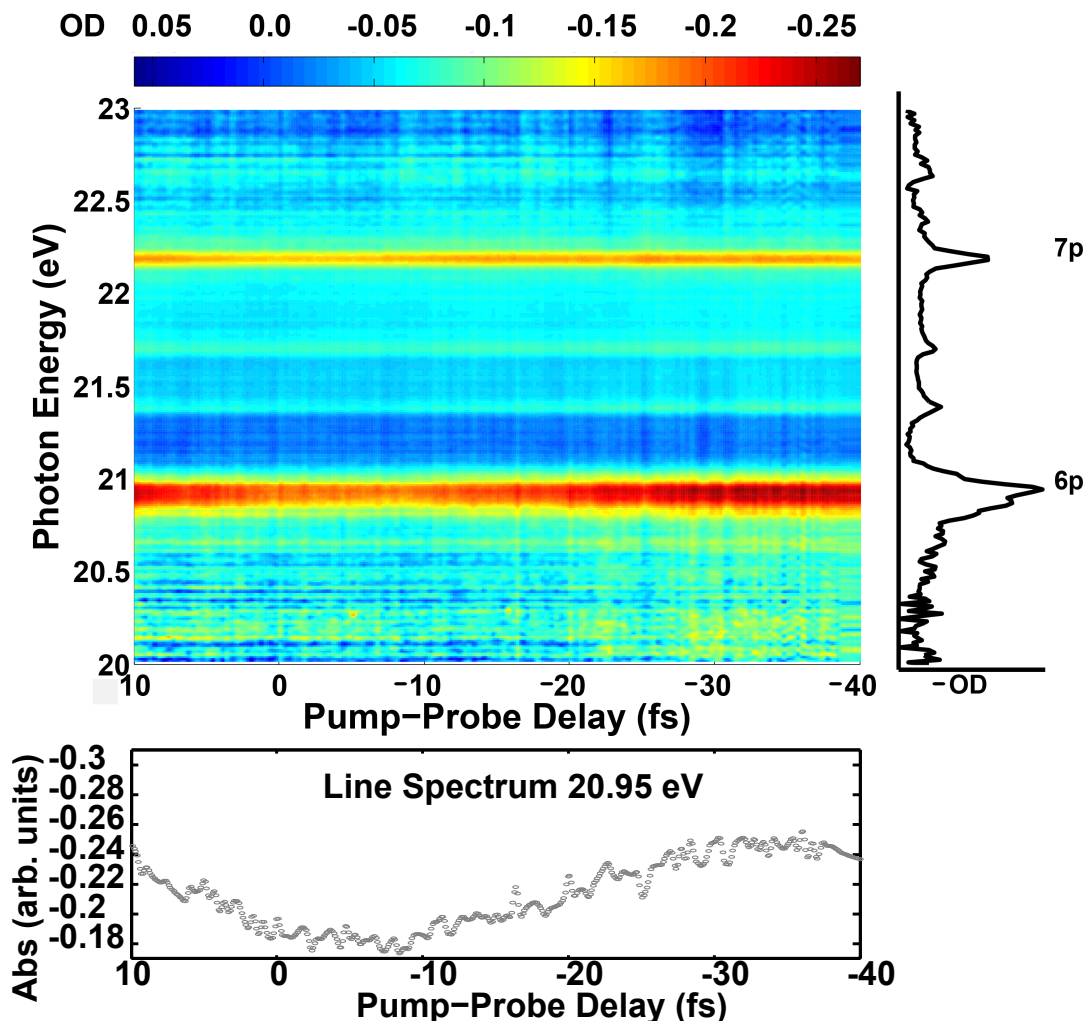 OD 0.05 0.0 -0.05 -0.1 -0.15 -0.2 -0.25
Photon Energy (eV)
23
22.5
22
21.5
21
20.5
20
7p
6p
10 0 −10 −20 −30 −40
Pump−Probe Delay (fs)
−OD
Abs (arb. units)
-0.3
-0.28
-0.26
-0.24
-0.22
-0.2
-0.18
Line Spectrum 20.95 eV
10 0 -10 -20 -30 -40
Pump−Probe Delay (fs)